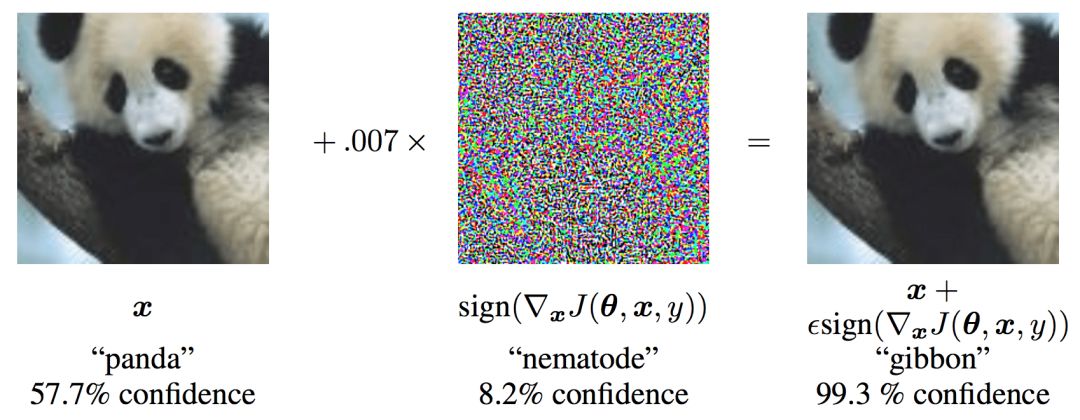 + .007 ×
=
x
sign(∇ₓJ(θ, x, y))
x +
ϵsign(∇ₓJ(θ, x, y))
“panda”
“nematode”
“gibbon”
57.7% confidence
8.2% confidence
99.3 % confidence